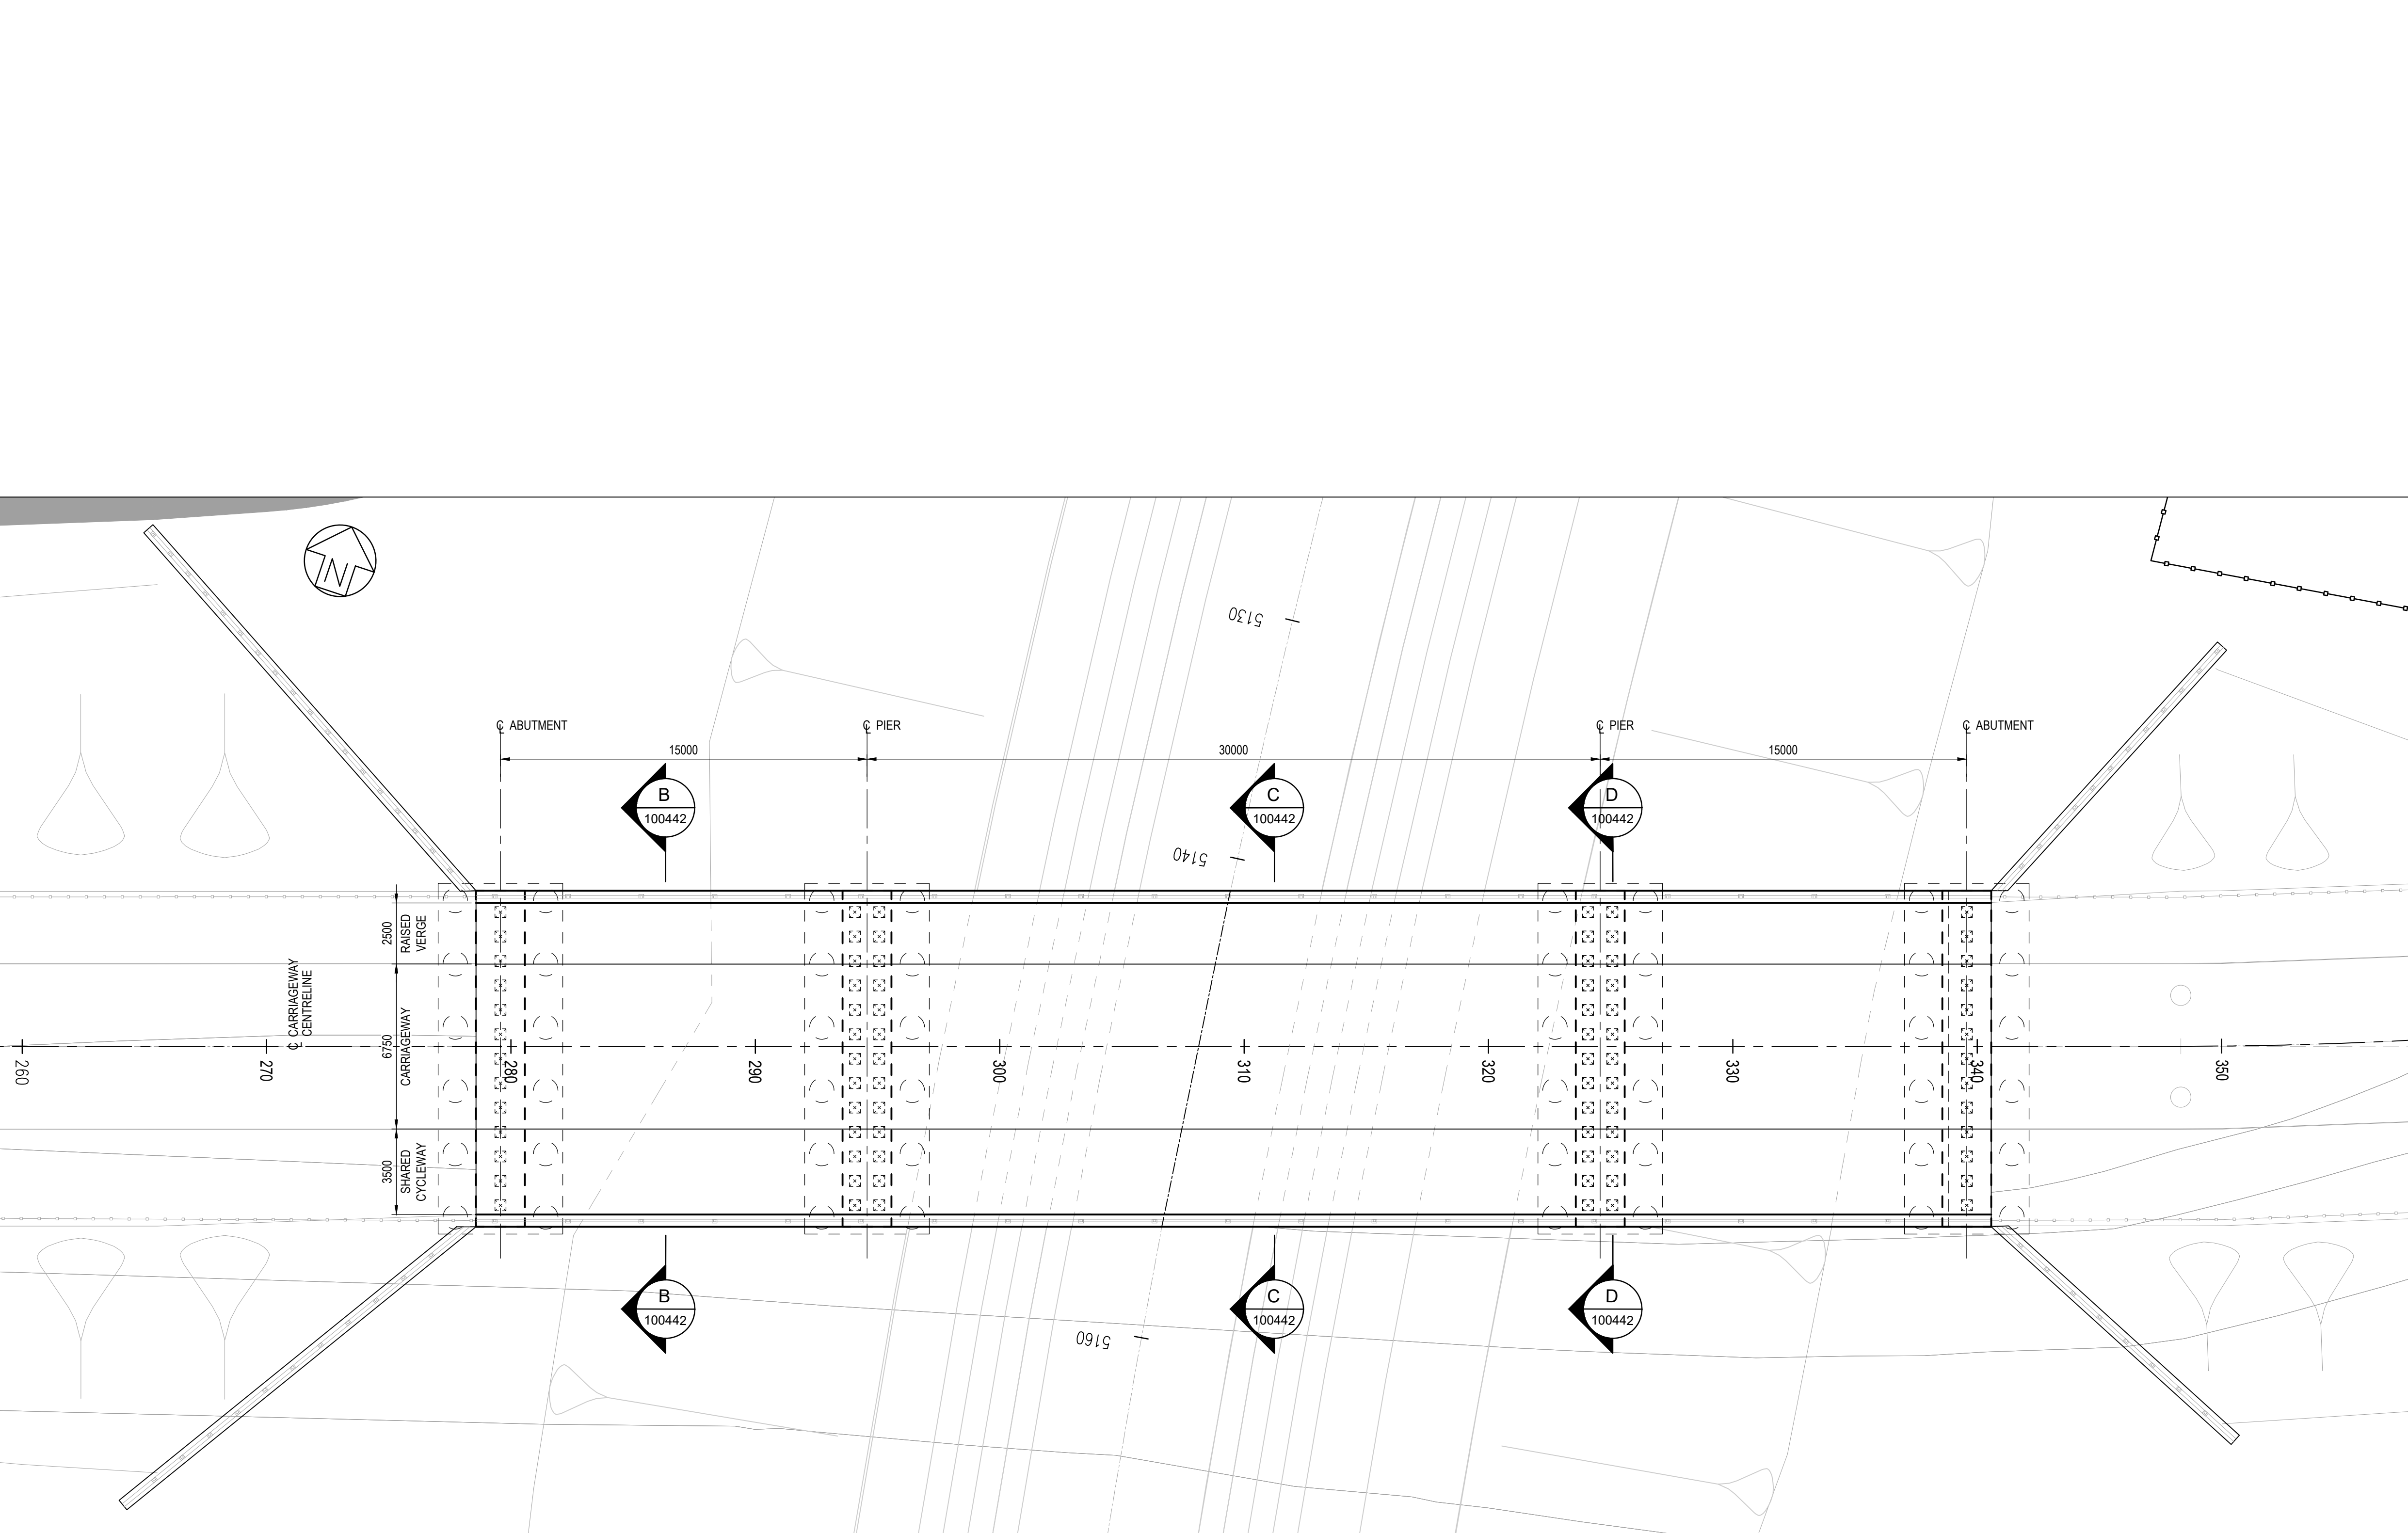 N
5130
℄ ABUTMENT
℄ PIER
℄ PIER
℄ ABUTMENT
15000
30000
15000
B
100442
C
100442
D
100442
5140
2500
RAISED
VERGE
℄ CARRIAGEWAY
CENTRELINE
6750
CARRIAGEWAY
260
270
280
290
300
310
320
330
340
350
3500
SHARED
CYCLEWAY
B
100442
C
100442
D
100442
5160